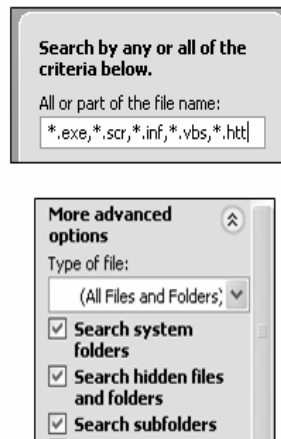 Search by any or all of the
criteria below.
All or part of the file name:
*.exe,*.scr,*.inf,*.vbs,*.htt
More advanced
options
Type of file:
(All Files and Folders)
Search system
folders
Search hidden files
and folders
Search subfolders